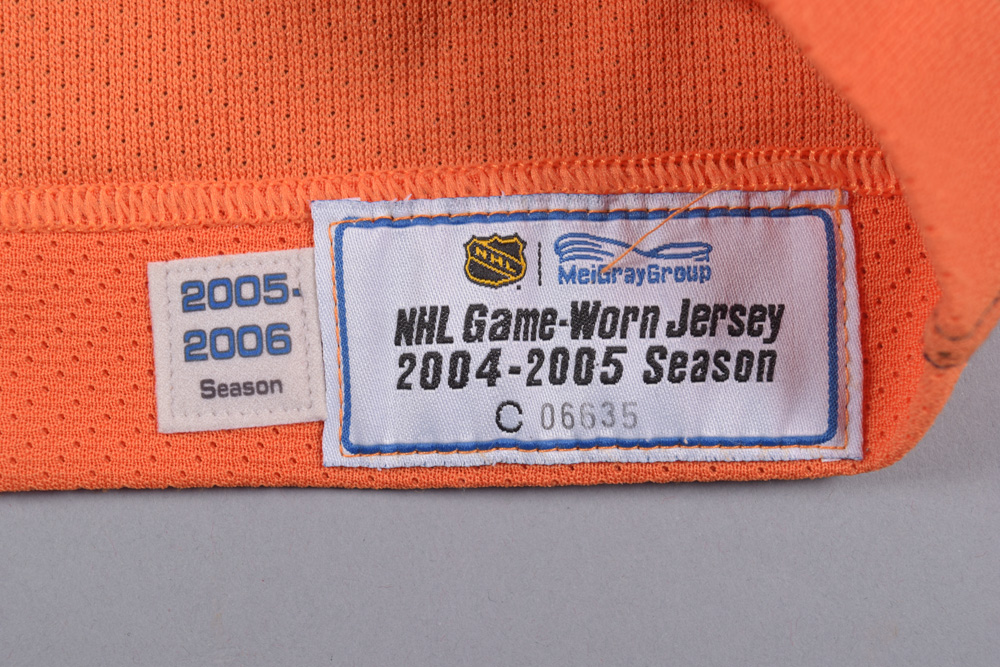 2005-
2006
Season
NHL
MeiGrayGroup
NHL Game-Worn Jersey
2004-2005 Season
C 06635